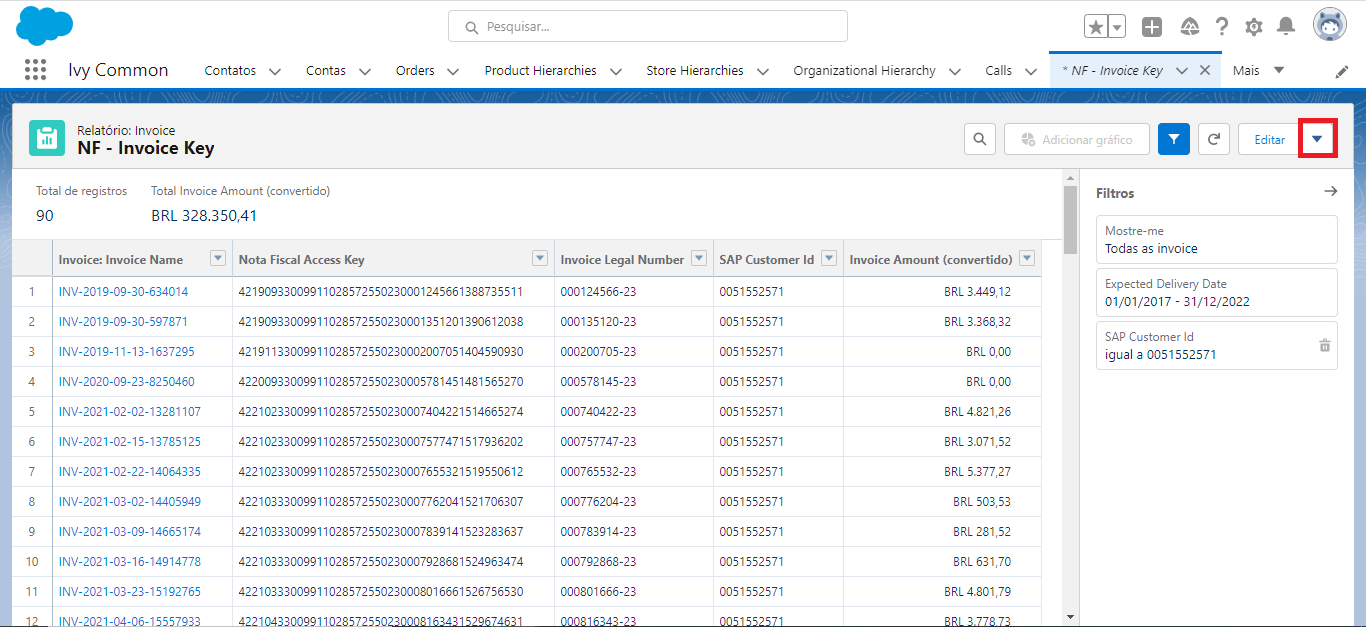 Pesquisar...
Ivy Common Contatos Contas Orders Product Hierarchies Store Hierarchies Organizational Hierarchy Calls * NF - Invoice Key Mais
Relatório: Invoice
NF - Invoice Key
Adicionar gráfico Editar
Total de registros Total Invoice Amount (convertido)
90 BRL 328.350,41
Invoice: Invoice Name Nota Fiscal Access Key Invoice Legal Number SAP Customer Id Invoice Amount (convertido)
1 INV-2019-09-30-634014 42190933009911028572550230001245661388735511 000124566-23 0051552571 BRL 3.449,12
2 INV-2019-09-30-597871 42190933009911028572550230001351201390612038 000135120-23 0051552571 BRL 3.368,32
3 INV-2019-11-13-1637295 42191133009911028572550230002007051404590930 000200705-23 0051552571 BRL 0,00
4 INV-2020-09-23-8250460 42200933009911028572550230005781451481565270 000578145-23 0051552571 BRL 0,00
5 INV-2021-02-02-13281107 42210233009911028572550230007404221514665274 000740422-23 0051552571 BRL 4.821,26
6 INV-2021-02-15-13785125 42210233009911028572550230007577471517936202 000757747-23 0051552571 BRL 3.071,52
7 INV-2021-02-22-14064335 42210233009911028572550230007655321519550612 000765532-23 0051552571 BRL 5.377,27
8 INV-2021-03-02-14405949 42210333009911028572550230007762041521706307 000776204-23 0051552571 BRL 503,53
9 INV-2021-03-09-14665174 42210333009911028572550230007839141523283637 000783914-23 0051552571 BRL 281,52
10 INV-2021-03-16-14914778 42210333009911028572550230007928681524963474 000792868-23 0051552571 BRL 631,70
11 INV-2021-03-23-15192765 42210333009911028572550230008016661526756530 000801666-23 0051552571 BRL 4.801,79
12 INV-2021-04-06-15557933 42210433009911028572550230008163431529674631 000816343-23 0051552571 BRL 3.778,73
Filtros
Mostre-me
Todas as invoice
Expected Delivery Date
01/01/2017 - 31/12/2022
SAP Customer Id
igual a 0051552571